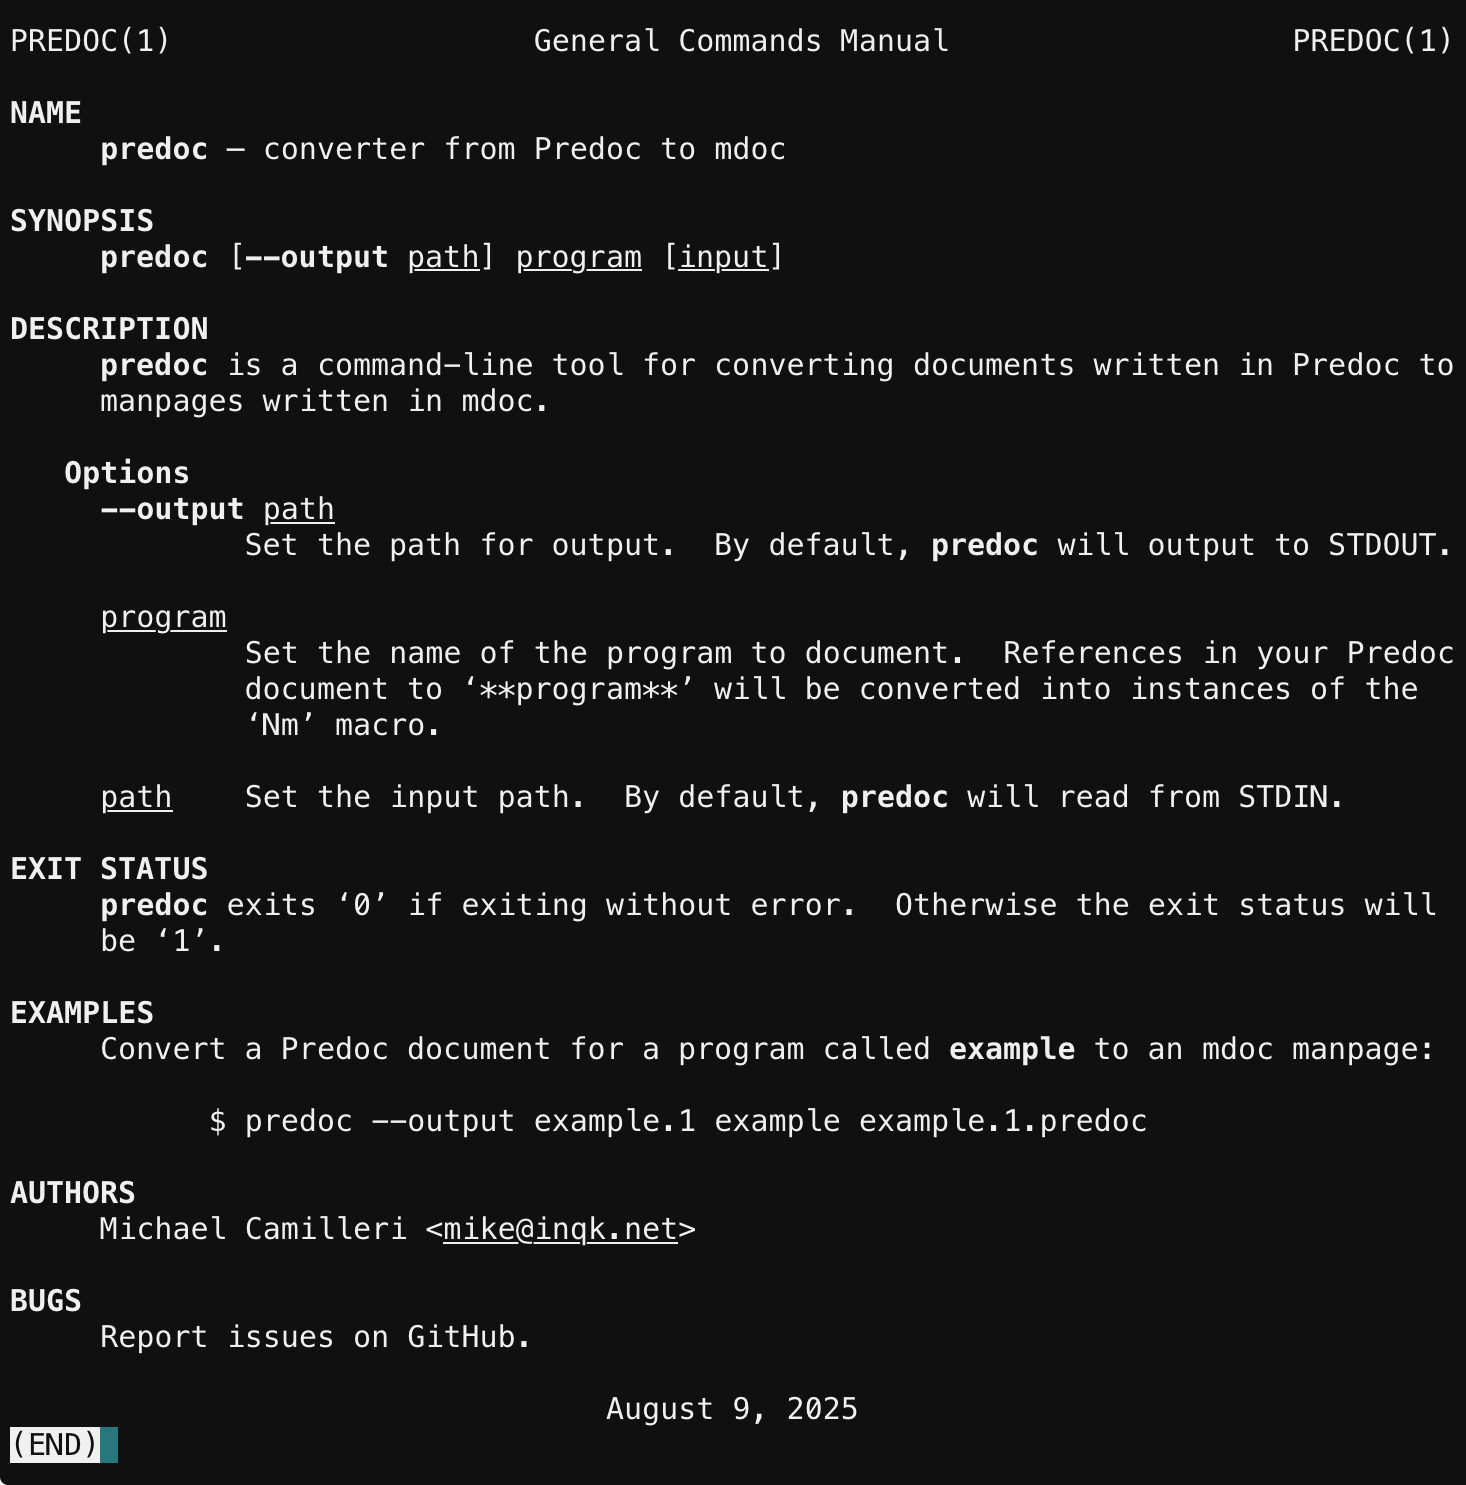 PREDOC(1) General Commands Manual PREDOC(1)
NAME
predoc — converter from Predoc to mdoc
SYNOPSIS
predoc [--output path] program [input]
DESCRIPTION
predoc is a command-line tool for converting documents written in Predoc to
manpages written in mdoc.
Options
--output path
Set the path for output.  By default, predoc will output to STDOUT.
program
Set the name of the program to document.  References in your Predoc
document to ‘**program**’ will be converted into instances of the
‘Nm’ macro.
path    Set the input path.  By default, predoc will read from STDIN.
EXIT STATUS
predoc exits ‘0’ if exiting without error.  Otherwise the exit status will
be ‘1’.
EXAMPLES
Convert a Predoc document for a program called example to an mdoc manpage:
$ predoc --output example.1 example example.1.predoc
AUTHORS
Michael Camilleri <mike@inqk.net>
BUGS
Report issues on GitHub.
August 9, 2025
(END)